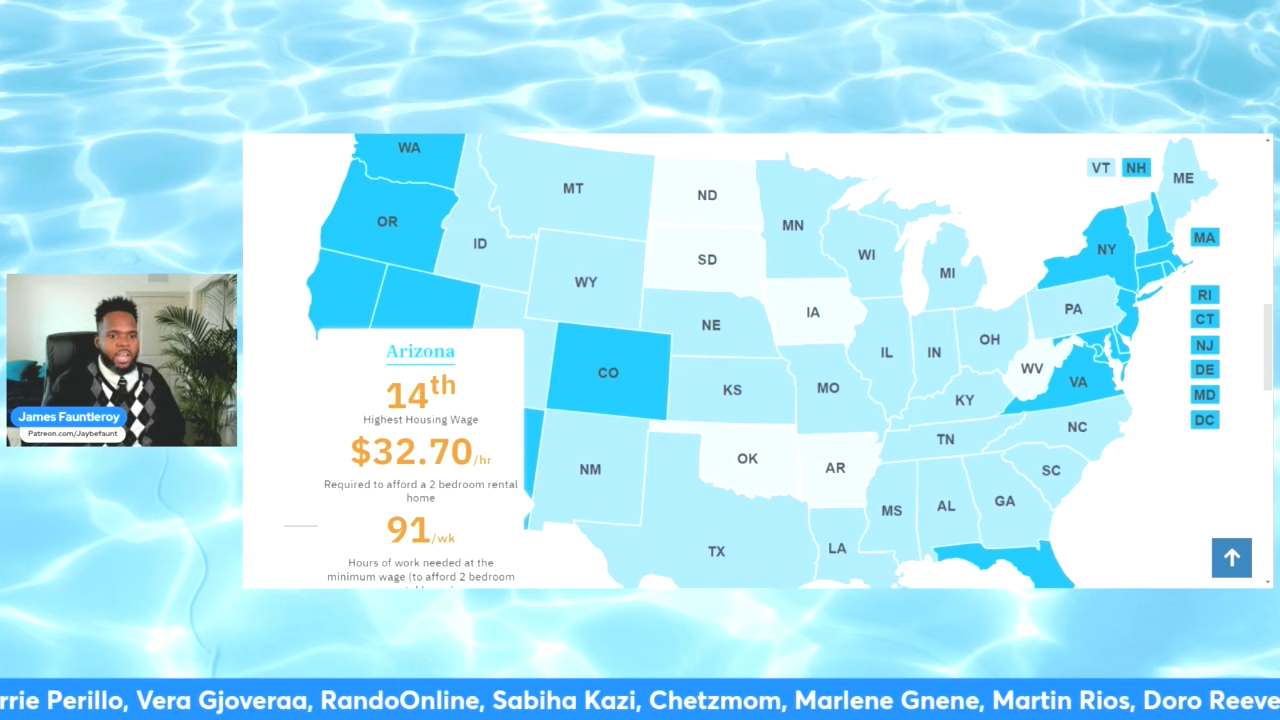 WA
OR
ID
MT
WY
ND
SD
NE
KS
CO
NM
OK
TX
MN
IA
MO
AR
LA
WI
IL
MI
IN
OH
KY
TN
MS
AL
GA
SC
NC
VA
WV
PA
NY
ME
VT NH
MA
RI
CT
NJ
DE
MD
DC
Arizona
14th
Highest Housing Wage
$32.70/hr
Required to afford a 2 bedroom rental
home
91/wk
Hours of work needed at the
minimum wage (to afford 2 bedroom
James Fauntleroy
Patreon.com/Jaybefaunt
rrie Perillo, Vera Gjoveraa, RandoOnline, Sabiha Kazi, Chetzmom, Marlene Gnene, Martin Rios, Doro Reeve